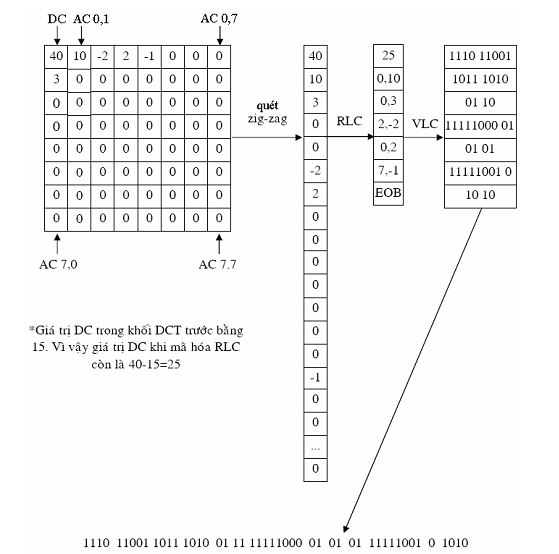 DC AC 0,1 AC 0,7
40 10 -2 2 -1 0 0 0
3 0 0 0 0 0 0 0
0 0 0 0 0 0 0 0
0 0 0 0 0 0 0 0
0 0 0 0 0 0 0 0
0 0 0 0 0 0 0 0
0 0 0 0 0 0 0 0
0 0 0 0 0 0 0 0
AC 7,0 AC 7.7
quét
zig-zag
40
10
3
0
0
-2
2
0
0
0
0
0
0
0
-1
0
0
...
0
RLC
25
0,10
0,3
2,-2
0,2
7,-1
EOB
VLC
1110 11001
1011 1010
01 10
11111000 01
01 01
11111001 0
10 10
*Giá trị DC trong khối DCT trước bằng
15. Vì vậy giá trị DC khi mã hóa RLC
còn là 40-15=25
1110 11001 1011 1010 01 11 11111000 01 01 01 11111001 0 1010